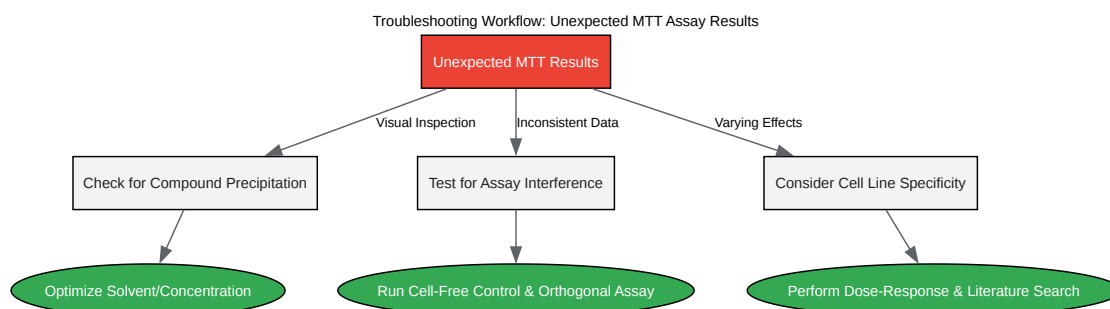 Troubleshooting Workflow: Unexpected MTT Assay Results
Unexpected MTT Results
Visual Inspection
Inconsistent Data
Varying Effects
Check for Compound Precipitation
Test for Assay Interference
Consider Cell Line Specificity
Optimize Solvent/Concentration
Run Cell-Free Control & Orthogonal Assay
Perform Dose-Response & Literature Search